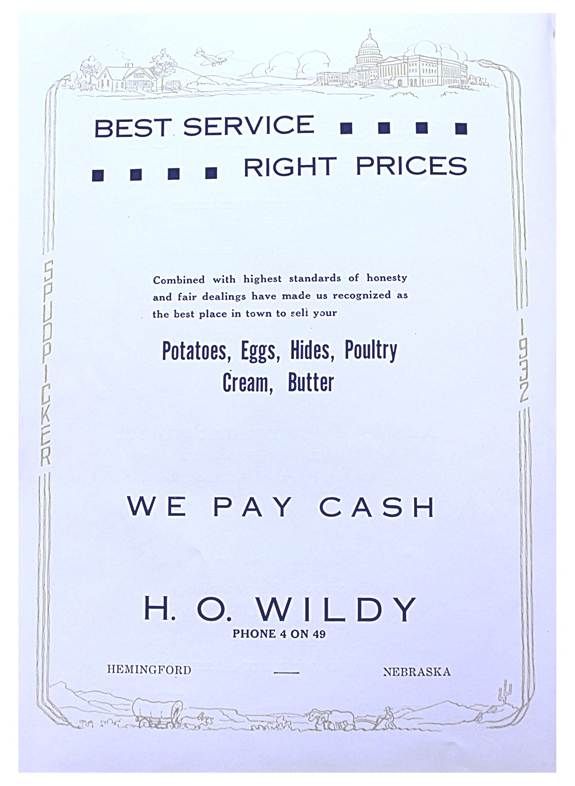 BEST SERVICE
RIGHT PRICES
Combined with highest standards of honesty
and fair dealings have made us recognized as
the best place in town to sell your
Potatoes, Eggs, Hides, Poultry
Cream, Butter
SPUDPICKER
1932
WE PAY CASH
H. O. WILDY
PHONE 4 ON 49
HEMINGFORD — NEBRASKA